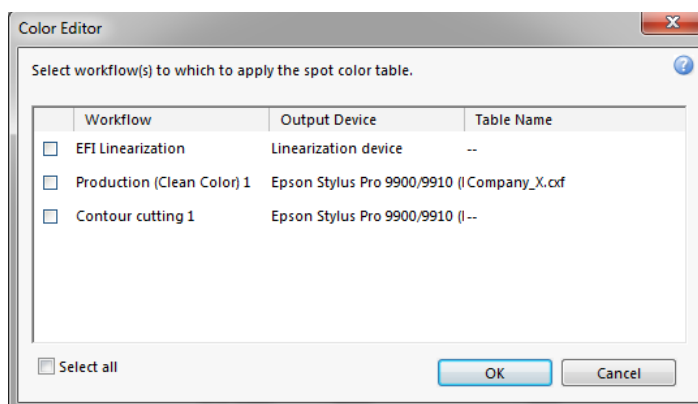 Color Editor
Select workflow(s) to which to apply the spot color table.
Workflow Output Device Table Name
EFI Linearization Linearization device --
Production (Clean Color) 1 Epson Stylus Pro 9900/9910 (I Company_X.cxf
Contour cutting 1 Epson Stylus Pro 9900/9910 (I --
Select all OK Cancel